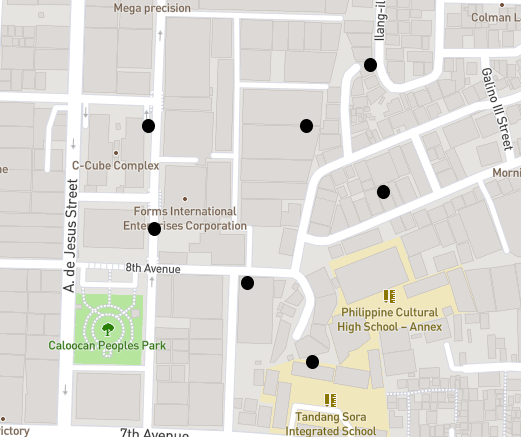 Mega precision
Ilang-il
Colman L
Galino III Street
C-Cube Complex
ne
Morni
A. de Jesus Street
Forms International
Enterprises Corporation
8th Avenue
Philippine Cultural
High School – Annex
Caloocan Peoples Park
Tandang Sora
Integrated School
ictory
7th Avenue